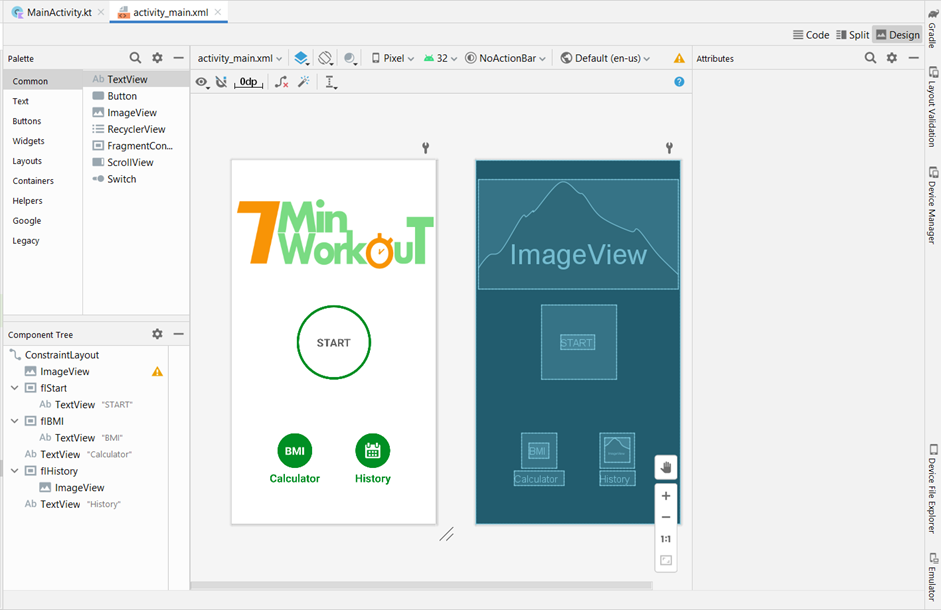 MainActivity.kt
activity_main.xml
Code
Split
Design
Palette
activity_main.xml
Pixel
32
NoActionBar
Default (en-us)
Attributes
0dp
Common
Text
Buttons
Widgets
Layouts
Containers
Helpers
Google
Legacy
Ab TextView
Button
ImageView
RecyclerView
FragmentCon...
ScrollView
Switch
Component Tree
ConstraintLayout
ImageView
flStart
Ab TextView "START"
flBMI
Ab TextView "BMI"
Ab TextView "Calculator"
flHistory
ImageView
Ab TextView "History"
7 Min
Workout
START
BMI
Calculator
History
ImageView
START
BMI
Calculator
ImageView
History
1:1
Gradle
Layout Validation
Device Manager
Device File Explorer
Emulator